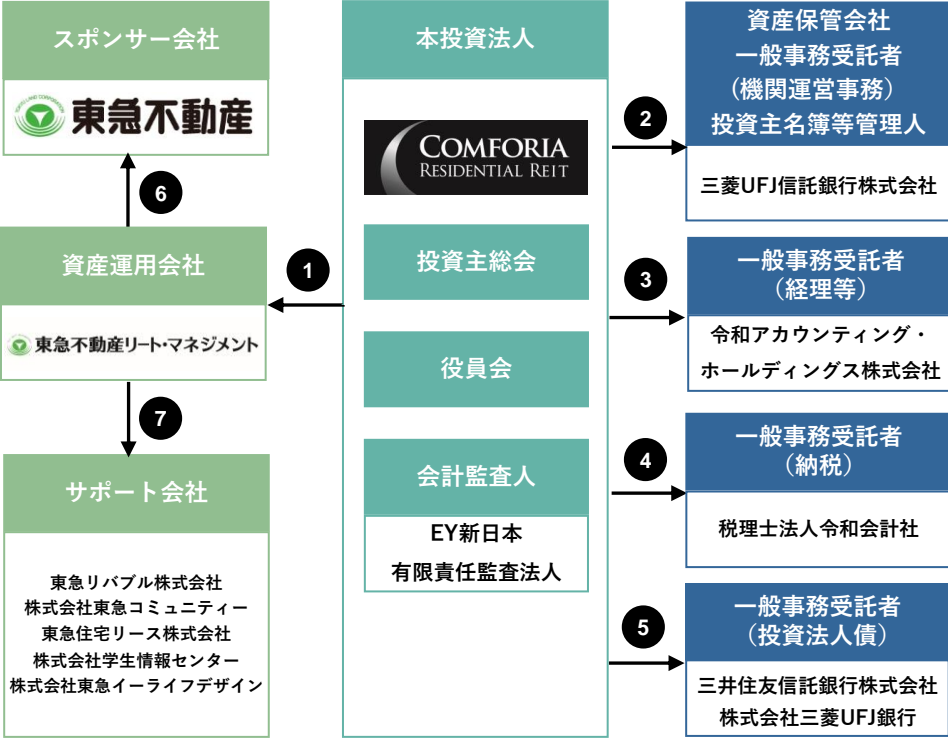 スポンサー会社
東急不動産
6
資産運用会社
東急不動産リート・マネジメント
7
サポート会社
東急リバブル株式会社
株式会社東急コミュニティー
東急住宅リース株式会社
株式会社学生情報センター
株式会社東急イーライフデザイン
1
本投資法人
COMFORIA
RESIDENTIAL REIT
投資主総会
役員会
会計監査人
EY新日本
有限責任監査法人
2
資産保管会社
一般事務受託者
(機関運営事務)
投資主名簿等管理人
三菱UFJ信託銀行株式会社
3
一般事務受託者
(経理等)
令和アカウンティング・
ホールディングス株式会社
4
一般事務受託者
(納税)
税理士法人令和会計社
5
一般事務受託者
(投資法人債)
三井住友信託銀行株式会社
株式会社三菱UFJ銀行